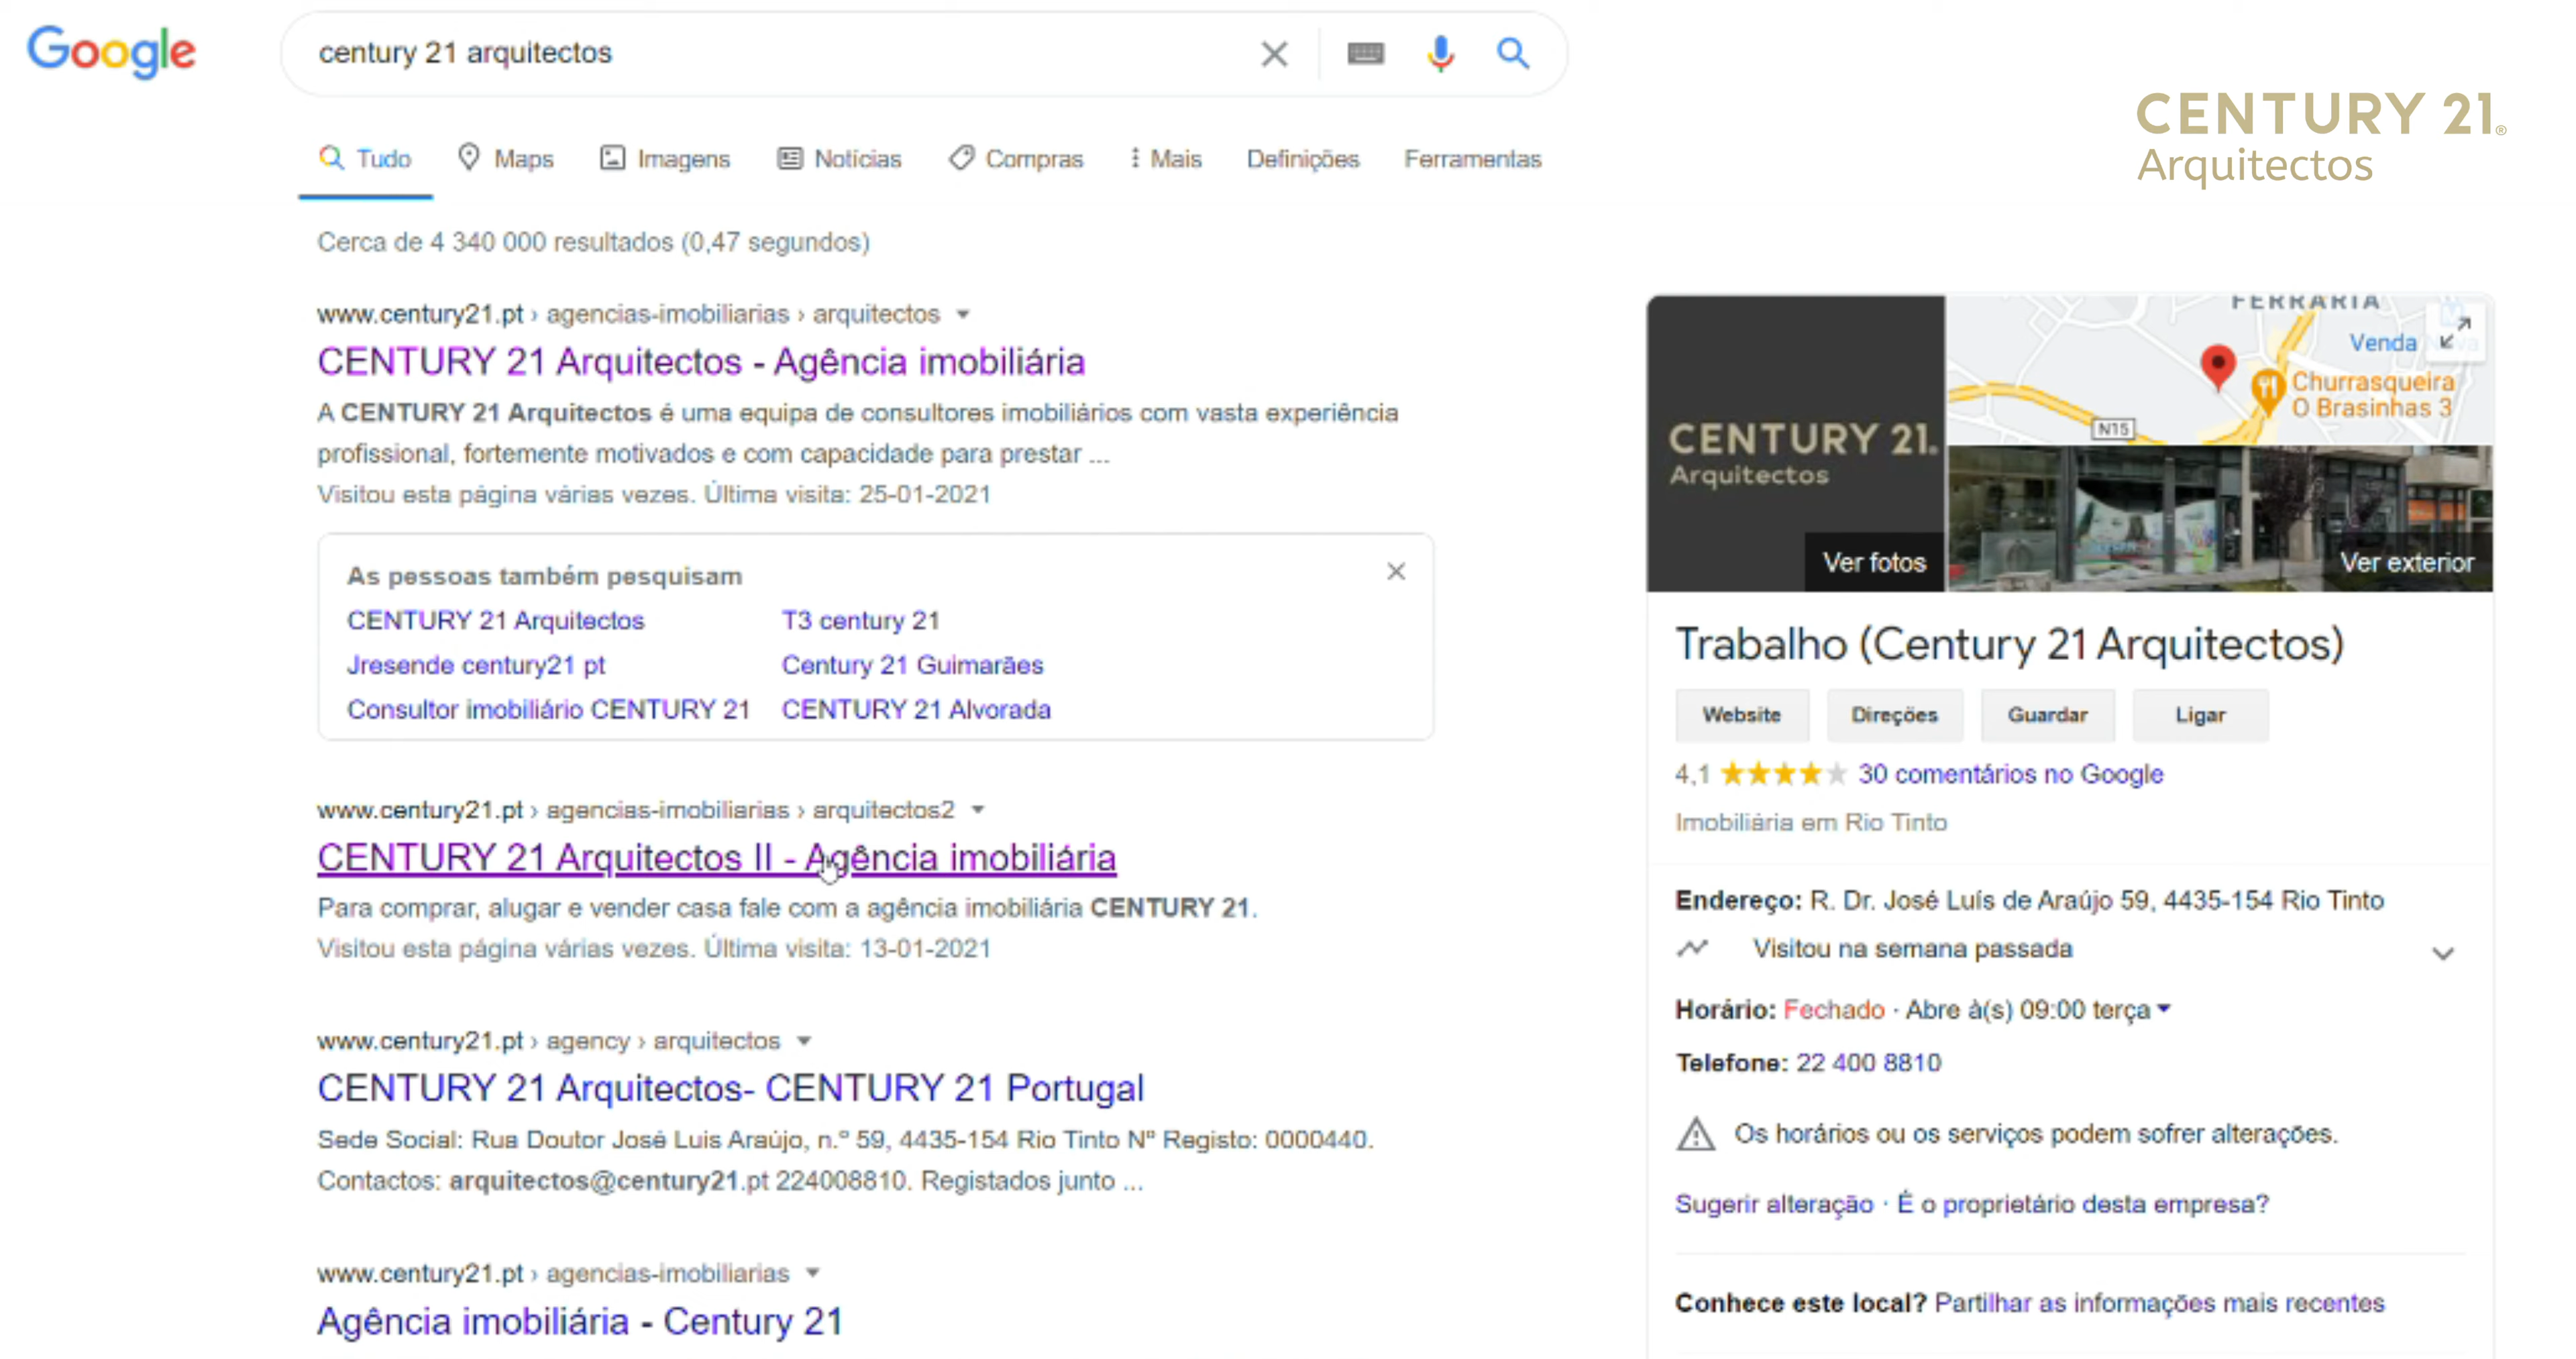 Google
century 21 arquitectos
Tudo Maps Imagens Notícias Compras Mais Definições Ferramentas
CENTURY 21®
Arquitectos
Cerca de 4 340 000 resultados (0,47 segundos)
www.century21.pt › agencias-imobiliarias › arquitectos
CENTURY 21 Arquitectos - Agência imobiliária
A CENTURY 21 Arquitectos é uma equipa de consultores imobiliários com vasta experiência
profissional, fortemente motivados e com capacidade para prestar ...
Visitou esta página várias vezes. Última visita: 25-01-2021
As pessoas também pesquisam
CENTURY 21 Arquitectos T3 century 21
Jresende century21 pt Century 21 Guimarães
Consultor imobiliário CENTURY 21 CENTURY 21 Alvorada
www.century21.pt › agencias-imobiliarias › arquitectos2
CENTURY 21 Arquitectos II - Agência imobiliária
Para comprar, alugar e vender casa fale com a agência imobiliária CENTURY 21.
Visitou esta página várias vezes. Última visita: 13-01-2021
www.century21.pt › agency › arquitectos
CENTURY 21 Arquitectos- CENTURY 21 Portugal
Sede Social: Rua Doutor José Luis Araújo, n.º 59, 4435-154 Rio Tinto Nº Registo: 0000440.
Contactos: arquitectos@century21.pt 224008810. Registados junto ...
www.century21.pt › agencias-imobiliarias
Agência imobiliária - Century 21
FERRARIA
Venda
Churrasqueira
O Brasinhas 3
N15
CENTURY 21.
Arquitectos
Ver fotos
Ver exterior
Trabalho (Century 21 Arquitectos)
Website Direções Guardar Ligar
4,1 30 comentários no Google
Imobiliária em Rio Tinto
Endereço: R. Dr. José Luís de Araújo 59, 4435-154 Rio Tinto
Visitou na semana passada
Horário: Fechado · Abre à(s) 09:00 terça
Telefone: 22 400 8810
Os horários ou os serviços podem sofrer alterações.
Sugerir alteração · É o proprietário desta empresa?
Conhece este local? Partilhar as informações mais recentes